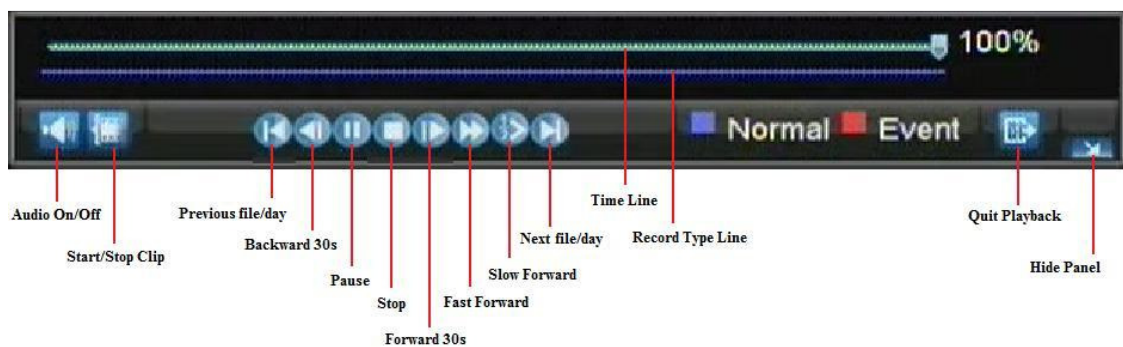 100%
Normal
Event
Audio On/Off
Start/Stop Clip
Previous file/day
Backward 30s
Pause
Stop
Forward 30s
Fast Forward
Slow Forward
Next file/day
Time Line
Record Type Line
Quit Playback
Hide Panel